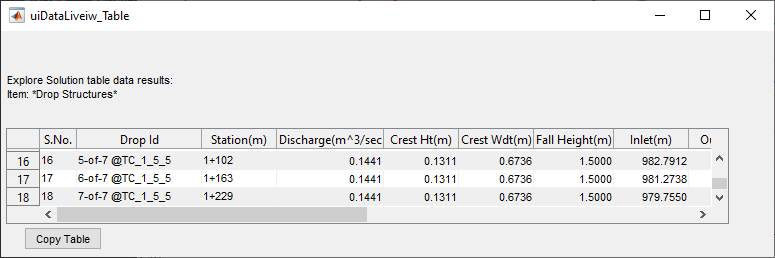 uiDataLiveiw_Table
Explore Solution table data results:
Item: *Drop Structures*
S.No. Drop Id Station(m) Discharge(m^3/sec Crest Ht(m) Crest Wdt(m) Fall Height(m) Inlet(m) Ou
16 16 5-of-7 @TC_1_5_5 1+102 0.1441 0.1311 0.6736 1.5000 982.7912
17 17 6-of-7 @TC_1_5_5 1+163 0.1441 0.1311 0.6736 1.5000 981.2738
18 18 7-of-7 @TC_1_5_5 1+229 0.1441 0.1311 0.6736 1.5000 979.7550
Copy Table